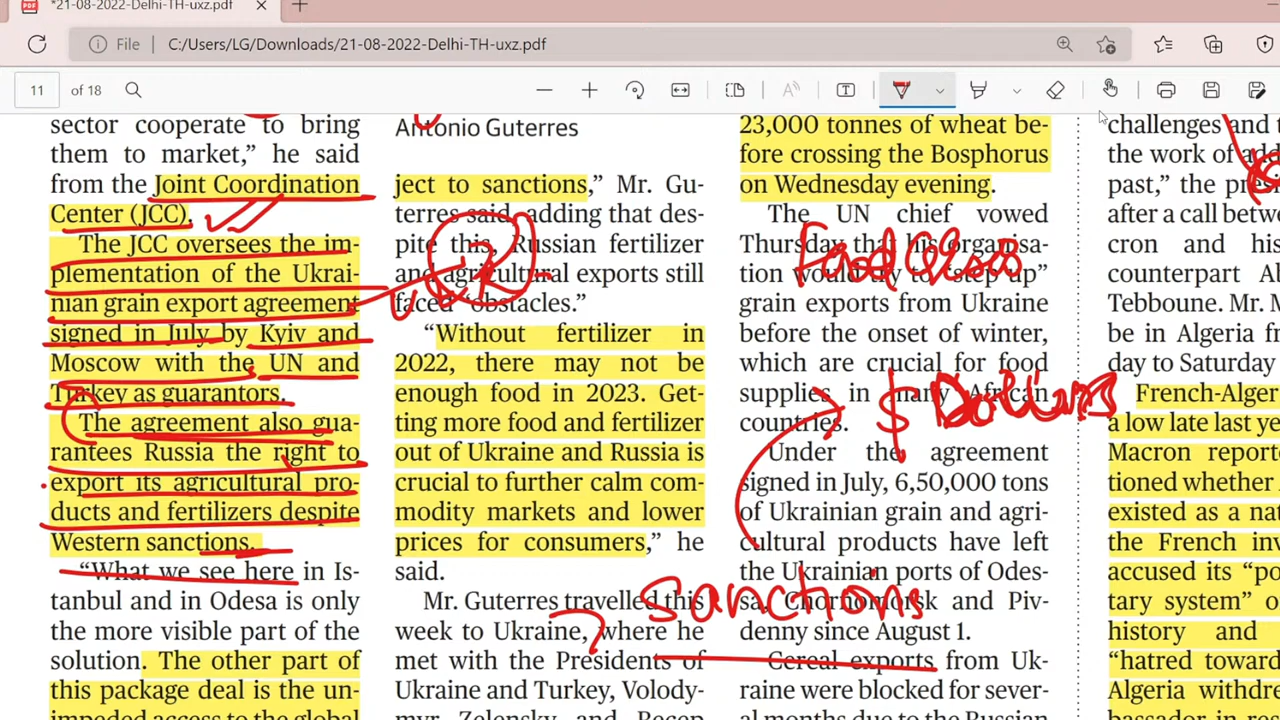 *21-08-2022-Delhi-TH-uxz.pdf
File
C:/Users/LG/Downloads/21-08-2022-Delhi-TH-uxz.pdf
11 of 18
sector cooperate to bring
them to market,” he said
from the Joint Coordination
Center (JCC).
The JCC oversees the im-
plementation of the Ukrai-
nian grain export agreement
signed in July by Kyiv and
Moscow with the UN and
Turkey as guarantors.
The agreement also gua-
rantees Russia the right to
export its agricultural pro-
ducts and fertilizers despite
Western sanctions.
“What we see here in Is-
tanbul and in Odesa is only
the more visible part of the
solution. The other part of
this package deal is the un-
impeded access to the global
Antonio Guterres
ject to sanctions,” Mr. Gu-
terres said, adding that des-
pite this, Russian fertilizer
and agricultural exports still
faced “obstacles.”
“Without fertilizer in
2022, there may not be
enough food in 2023. Get-
ting more food and fertilizer
out of Ukraine and Russia is
crucial to further calm com-
modity markets and lower
prices for consumers,” he
said.
Mr. Guterres travelled this
week to Ukraine, where he
met with the Presidents of
Ukraine and Turkey, Volody-
myr Zelensky and Recep
R
23,000 tonnes of wheat be-
fore crossing the Bosphorus
on Wednesday evening.
The UN chief vowed
Thursday that his organisa-
tion would try to “step up”
grain exports from Ukraine
before the onset of winter,
which are crucial for food
supplies in many African
countries.
Under the agreement
signed in July, 6,50,000 tons
of Ukrainian grain and agri-
cultural products have left
the Ukrainian ports of Odes-
sa, Chornomorsk and Piv-
denny since August 1.
Cereal exports from Uk-
raine were blocked for sever-
al months due to the Russian
Food
$ Dollars
Sanctions
challenges and
the work of
past,” the
after a call
cron and his
counterpart
Tebboune. Mr.
be in Algeria
day to Saturday
French-Alger
a low late last
Macron
tioned whether
existed as a
the French
accused its
tary system”
history and
“hatred
Algeria